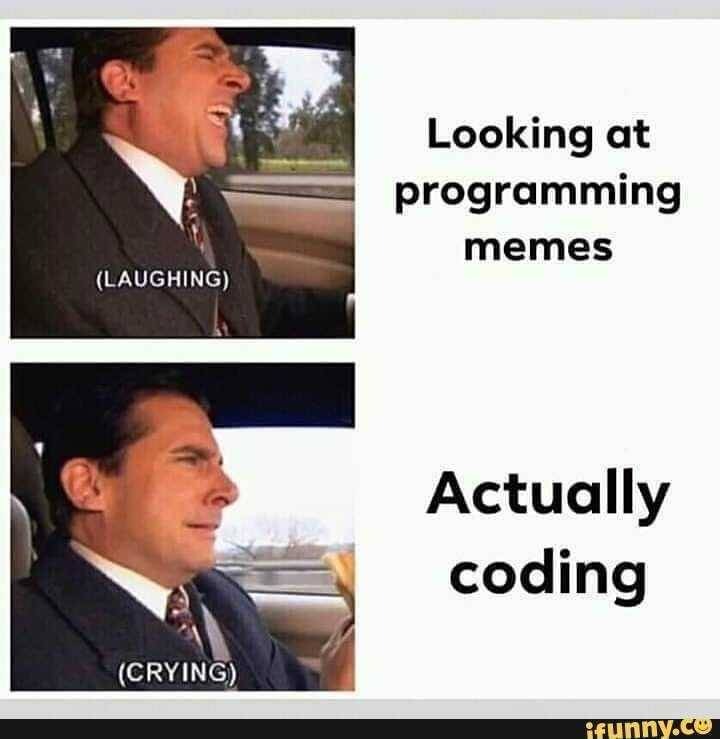 Looking at
programming
memes
(LAUGHING)
Actually
coding
(CRYING)
ifunny.co